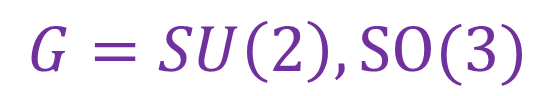 G = SU(2), SO(3)